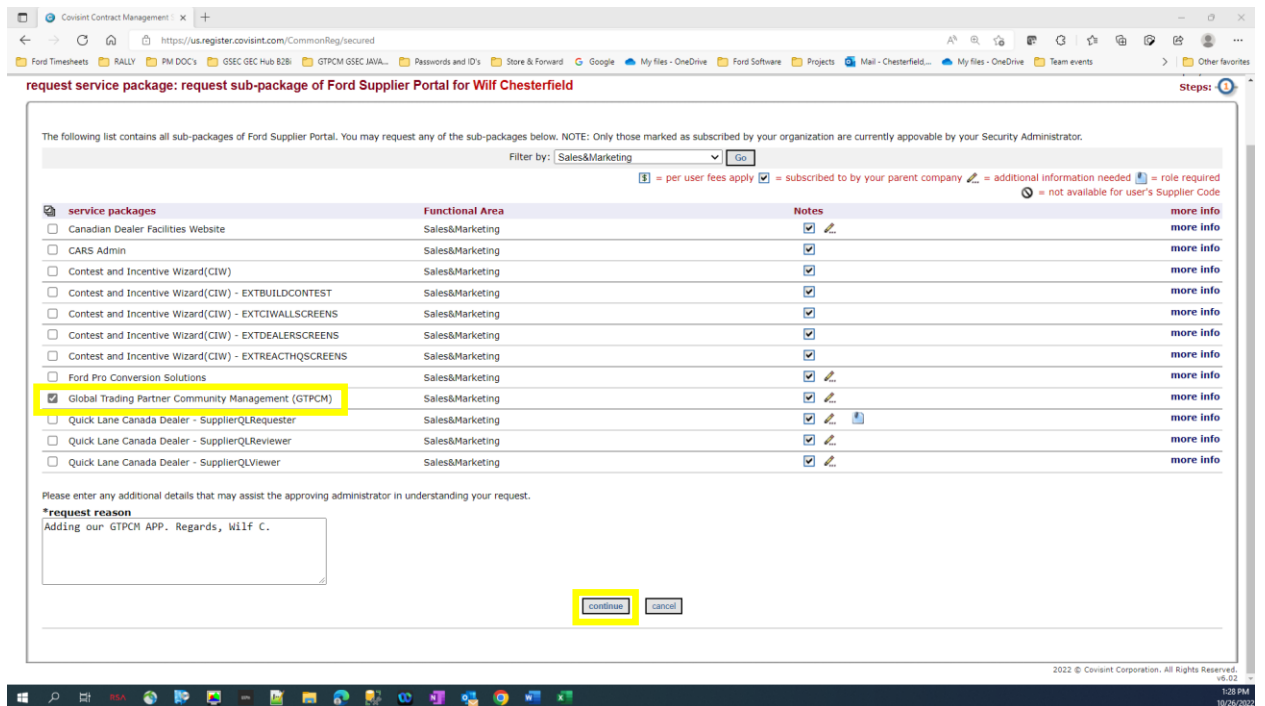 Covisint Contract Management
https://us.register.covisint.com/CommonReg/secured
Ford Timesheets RALLY PM DOC's GSEC GEC Hub B2Bi GTPCM GSEC JAVA... Passwords and ID's Store & Forward Google My files - OneDrive Ford Software Projects Mail - Chesterfield,... My files - OneDrive Team events Other favorites
request service package: request sub-package of Ford Supplier Portal for Wilf Chesterfield
Steps: 1
The following list contains all sub-packages of Ford Supplier Portal. You may request any of the sub-packages below. NOTE: Only those marked as subscribed by your organization are currently appovable by your Security Administrator.
Filter by: Sales&Marketing Go
$ = per user fees apply = subscribed to by your parent company = additional information needed = role required
= not available for user's Supplier Code
service packages Functional Area Notes more info
Canadian Dealer Facilities Website Sales&Marketing more info
CARS Admin Sales&Marketing more info
Contest and Incentive Wizard(CIW) Sales&Marketing more info
Contest and Incentive Wizard(CIW) - EXTBUILDCONTEST Sales&Marketing more info
Contest and Incentive Wizard(CIW) - EXTCIWALLSCREENS Sales&Marketing more info
Contest and Incentive Wizard(CIW) - EXTDEALERSCREENS Sales&Marketing more info
Contest and Incentive Wizard(CIW) - EXTREACTHQSCREENS Sales&Marketing more info
Ford Pro Conversion Solutions Sales&Marketing more info
Global Trading Partner Community Management (GTPCM) Sales&Marketing more info
Quick Lane Canada Dealer - SupplierQLRequester Sales&Marketing more info
Quick Lane Canada Dealer - SupplierQLReviewer Sales&Marketing more info
Quick Lane Canada Dealer - SupplierQLViewer Sales&Marketing more info
Please enter any additional details that may assist the approving administrator in understanding your request.
*request reason
Adding our GTPCM APP. Regards, Wilf C.
continue cancel
2022 © Covisint Corporation. All Rights Reserved.
v6.02
RSA
1:28 PM
10/26/2022